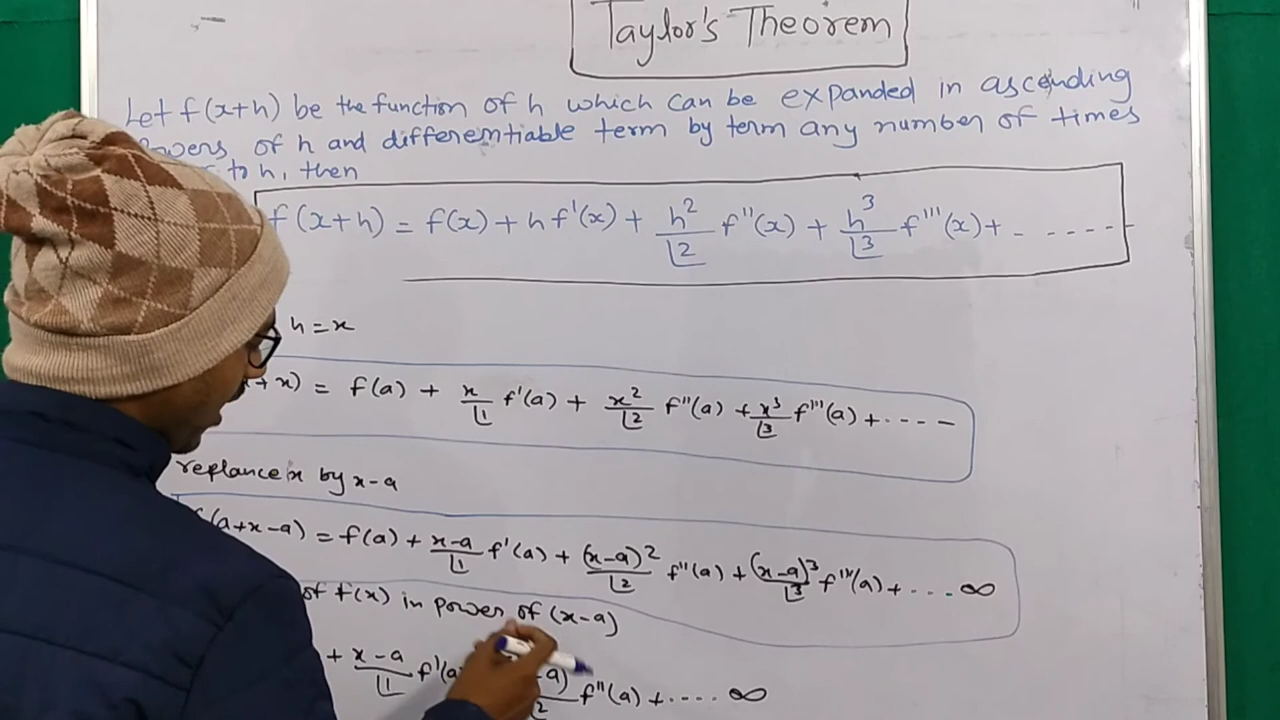 Taylor's Theorem
Let f(x+h) be the function of h which can be expanded in ascending
of h and differentiable term by term any number of times
to h, then
f(x+h) = f(x) + h f'(x) + h²/⌊2 f''(x) + h³/⌊3 f'''(x) + - - - - - -
h = x
+x) = f(a) + x/⌊1 f'(a) + x²/⌊2 f''(a) + x³/⌊3 f'''(a) + - - - - -
replance x by x-a
f(a+x-a) = f(a) + x-a/⌊1 f'(a) + (x-a)²/⌊2 f''(a) + (x-a)³/⌊3 f'''(a) + . . . . ∞
of f(x) in power of (x-a)
+ x-a/⌊1 f'(a -a)/⌊2 f''(a) + . . . . . ∞